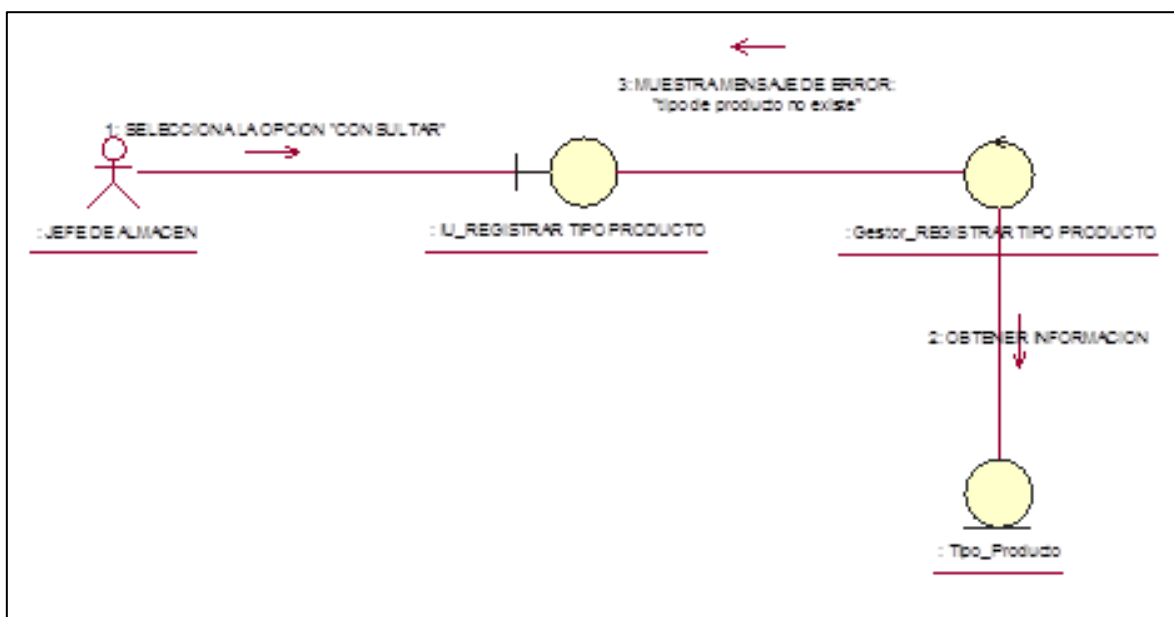 3: MUESTRA MENSAJE DE ERROR:
"tipo de producto no existe"
1: SELECCIONA LA OPCION "CONSULTAR"
: JEFE DE ALMACEN
: IU_REGISTRAR TIPO PRODUCTO
: Gestor_REGISTRAR TIPO PRODUCTO
2: OBTENER INFORMACION
: Tipo_Producto